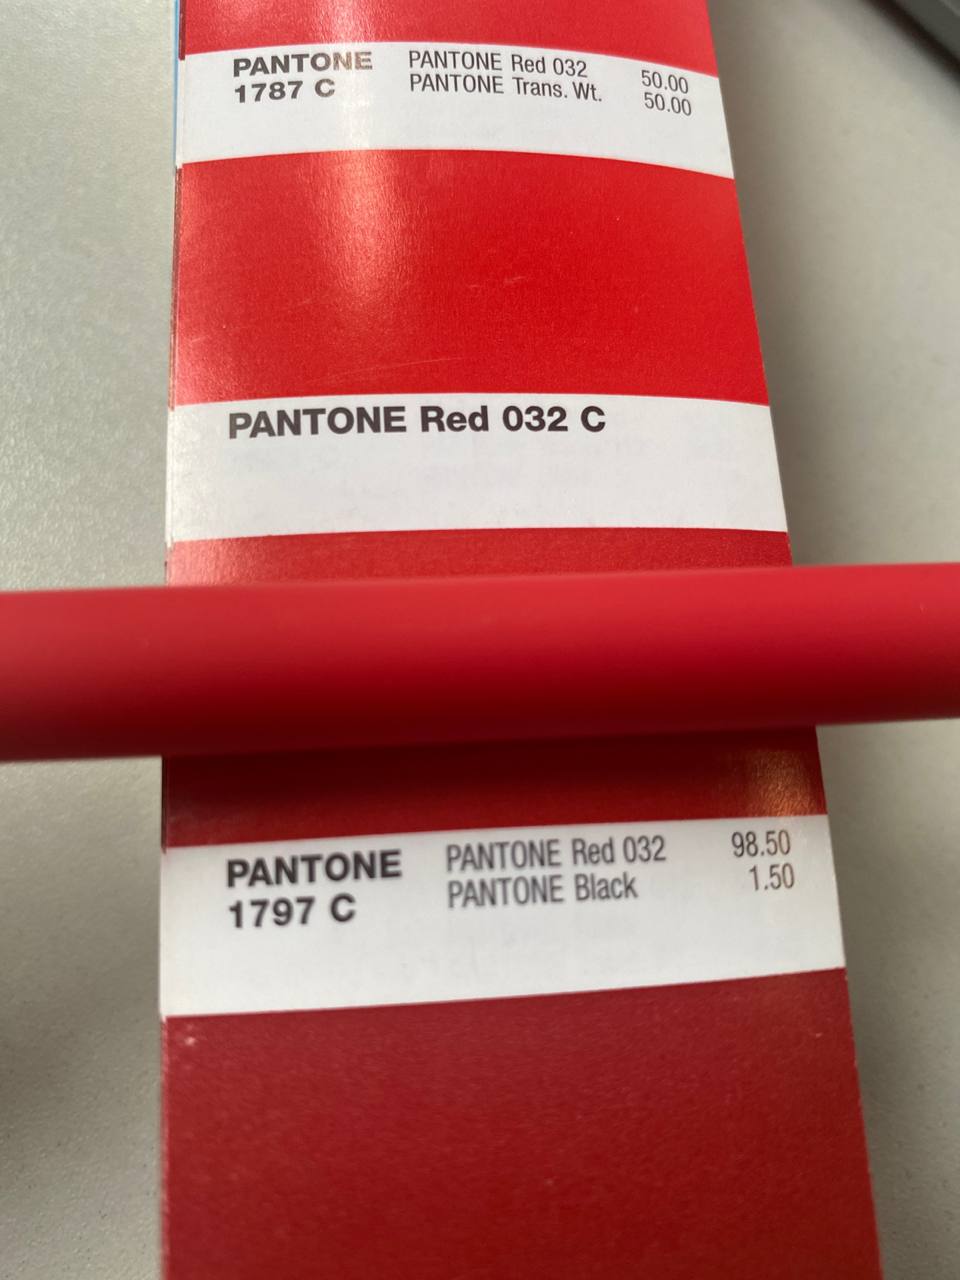 PANTONE PANTONE Red 032 50.00
1787 C PANTONE Trans. Wt. 50.00
PANTONE Red 032 C
PANTONE PANTONE Red 032 98.50
1797 C PANTONE Black 1.50